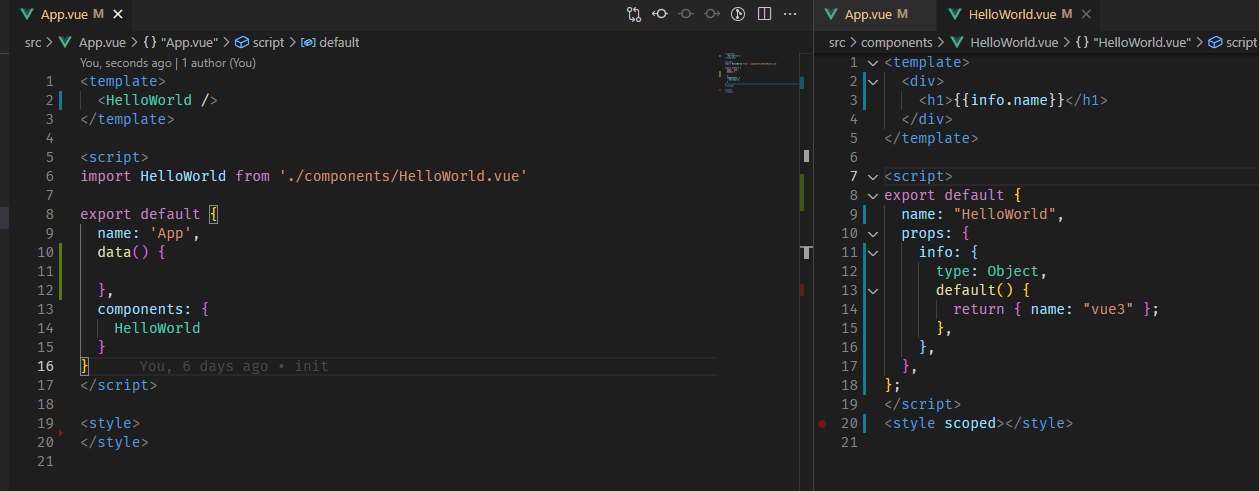 App.vue M
src > App.vue > {} "App.vue" > script > default
You, seconds ago | 1 author (You)
1 <template>
2 <HelloWorld />
3 </template>
4
5 <script>
6 import HelloWorld from './components/HelloWorld.vue'
7
8 export default {
9 name: 'App',
10 data() {
11
12 },
13 components: {
14 HelloWorld
15 }
16 } You, 6 days ago • init
17 </script>
18
19 <style>
20 </style>
21
App.vue M HelloWorld.vue M
src > components > HelloWorld.vue > {} "HelloWorld.vue" > script
1 <template>
2 <div>
3 <h1>{{info.name}}</h1>
4 </div>
5 </template>
6
7 <script>
8 export default {
9 name: "HelloWorld",
10 props: {
11 info: {
12 type: Object,
13 default() {
14 return { name: "vue3" };
15 },
16 },
17 },
18 };
19 </script>
20 <style scoped></style>
21